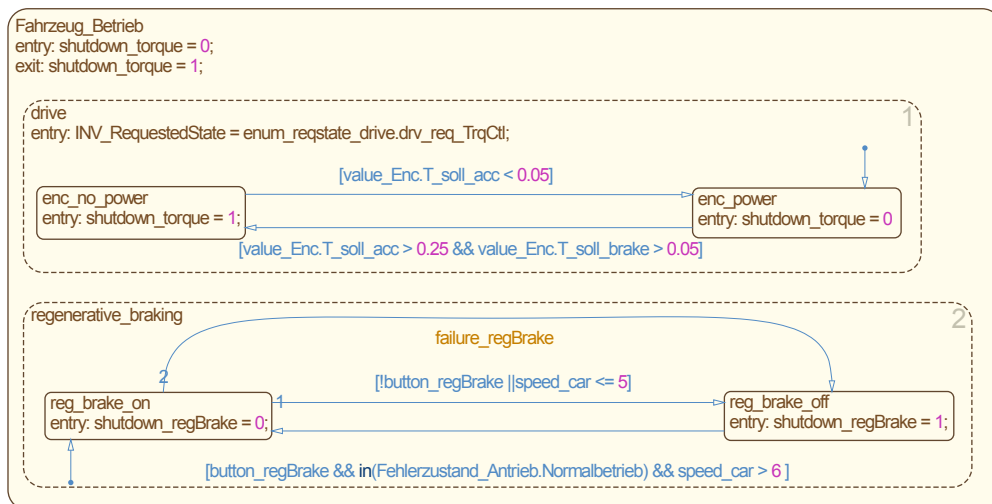 Fahrzeug_Betrieb
entry: shutdown_torque = 0;
exit: shutdown_torque = 1;
drive
entry: INV_RequestedState = enum_reqstate_drive.drv_req_TrqCtl;
1
[value_Enc.T_soll_acc < 0.05]
enc_no_power
entry: shutdown_torque = 1;
enc_power
entry: shutdown_torque = 0
[value_Enc.T_soll_acc > 0.25 && value_Enc.T_soll_brake > 0.05]
regenerative_braking
2
failure_regBrake
2
[!button_regBrake ||speed_car <= 5]
1
reg_brake_on
entry: shutdown_regBrake = 0;
reg_brake_off
entry: shutdown_regBrake = 1;
[button_regBrake && in(Fehlerzustand_Antrieb.Normalbetrieb) && speed_car > 6 ]